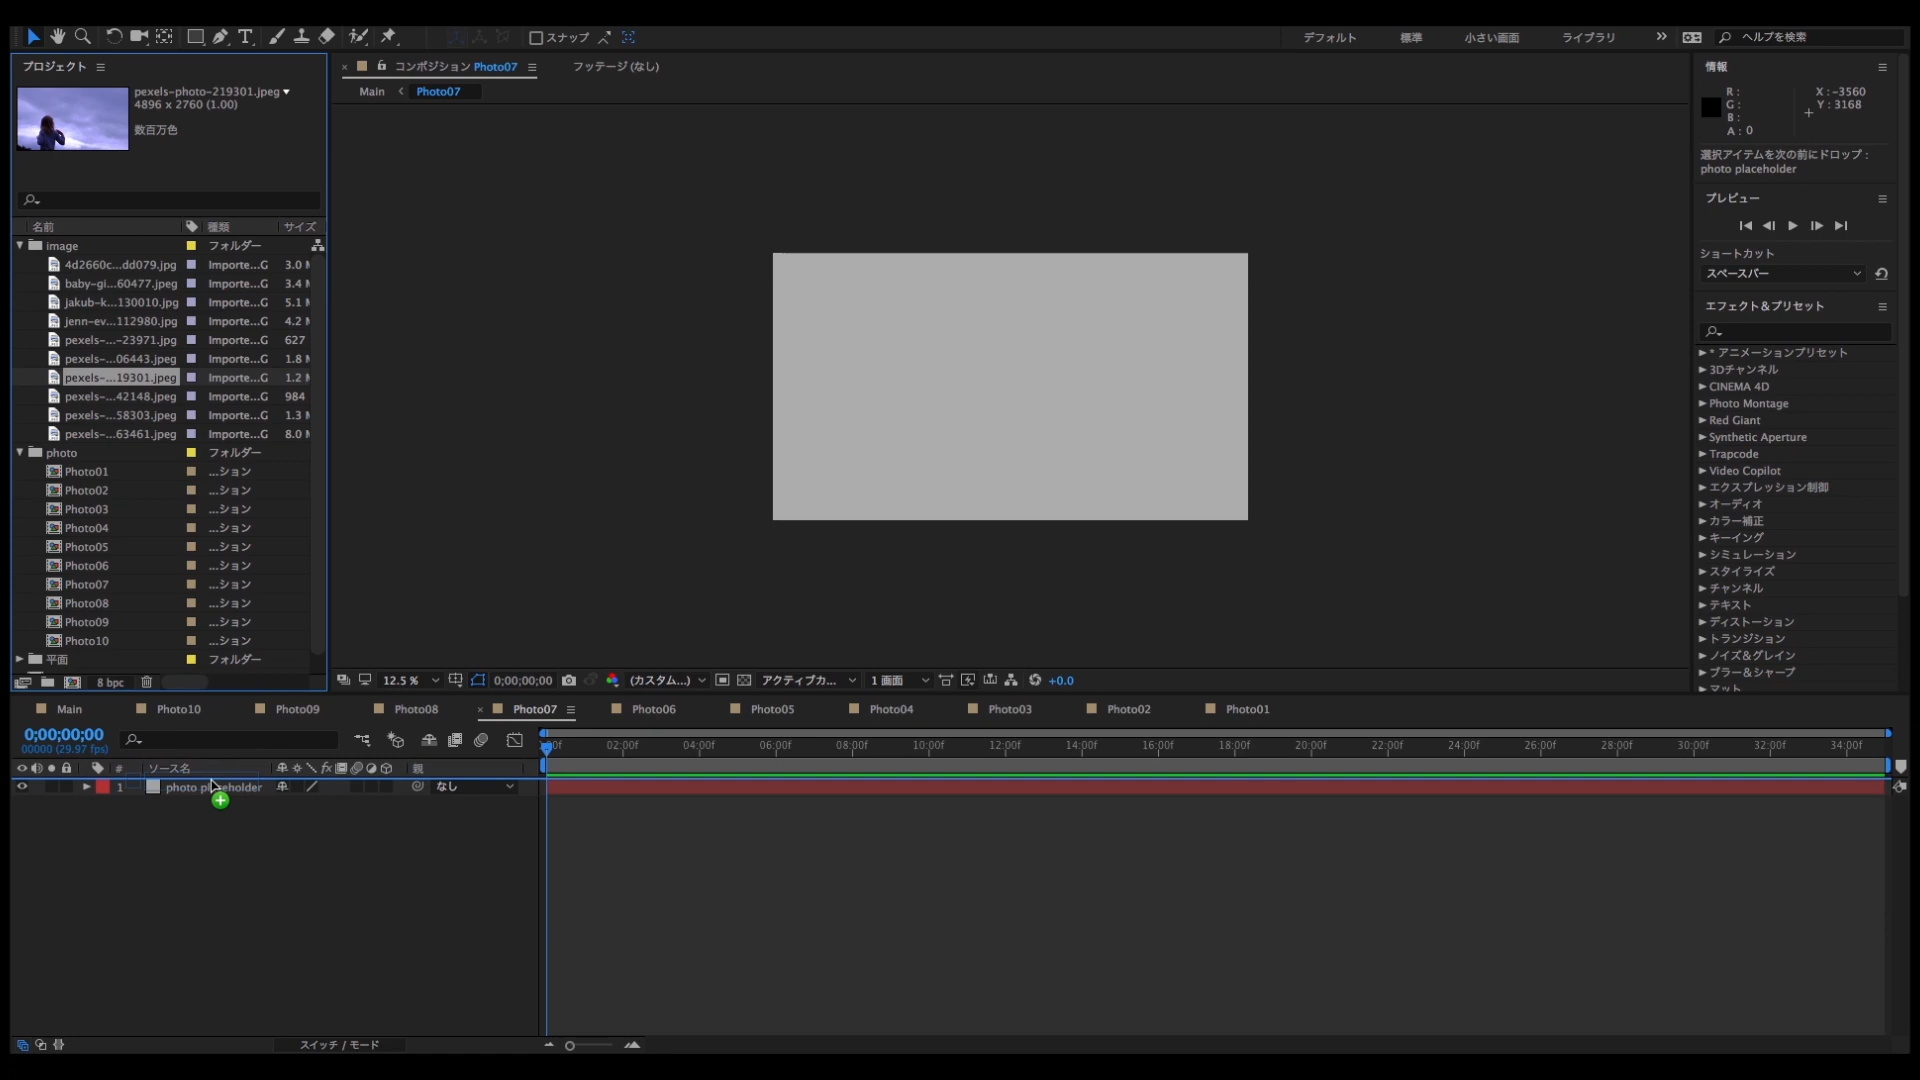 スナップ
デフォルト
標準
小さい画面
ライブラリ
ヘルプを検索
プロジェクト
pexels-photo-219301.jpeg
4896 x 2760 (1.00)
数百万色
名前 種類 サイズ
image フォルダー
4d2660c...dd079.jpg Importe...G 3.0 M
baby-gi...60477.jpeg Importe...G 3.4 M
jakub-k...130010.jpg Importe...G 5.1 M
jenn-ev...112980.jpg Importe...G 4.2 M
pexels-...-23971.jpg Importe...G 627
pexels-...06443.jpeg Importe...G 1.8 M
pexels-...19301.jpeg Importe...G 1.2 M
pexels-...42148.jpeg Importe...G 984
pexels-...58303.jpeg Importe...G 1.3 M
pexels-...63461.jpeg Importe...G 8.0 M
photo フォルダー
Photo01 ...ション
Photo02 ...ション
Photo03 ...ション
Photo04 ...ション
Photo05 ...ション
Photo06 ...ション
Photo07 ...ション
Photo08 ...ション
Photo09 ...ション
Photo10 ...ション
平面 フォルダー
8 bpc
コンポジション Photo07
フッテージ (なし)
Main
Photo07
12.5 %
0;00;00;00
(カスタム...)
アクティブカ...
1 画面
+0.0
情報
R :
G :
B :
A : 0
X : -3560
Y : 3168
選択アイテムを次の前にドロップ :
photo placeholder
プレビュー
ショートカット
スペースバー
エフェクト＆プリセット
* アニメーションプリセット
3Dチャンネル
CINEMA 4D
Photo Montage
Red Giant
Synthetic Aperture
Trapcode
Video Copilot
エクスプレッション制御
オーディオ
カラー補正
キーイング
シミュレーション
スタイライズ
チャンネル
テキスト
ディストーション
トランジション
ノイズ＆グレイン
ブラー＆シャープ
マット
Main
Photo10
Photo09
Photo08
Photo07
Photo06
Photo05
Photo04
Photo03
Photo02
Photo01
0;00;00;00
00000 (29.97 fps)
02:00f 04:00f 06:00f 08:00f 10:00f 12:00f 14:00f 16:00f 18:00f 20:00f 22:00f 24:00f 26:00f 28:00f 30:00f 32:00f 34:00f
# ソース名 fx 親
1 photo placeholder なし
スイッチ / モード